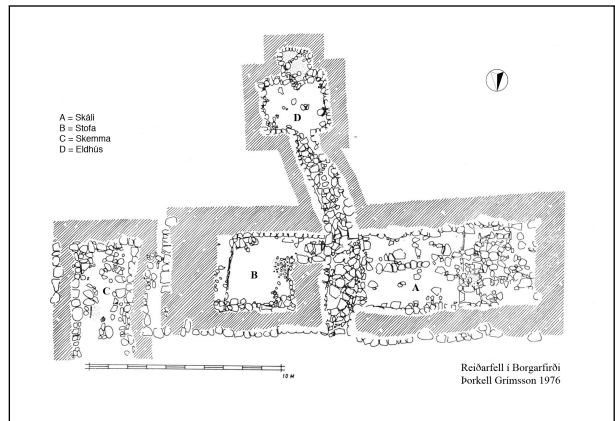 A = Skáli
B = Stofa
C = Skemma
D = Eldhús
D
B
A
C
10 M
Reiðarfell í Borgarfirði
Þorkell Grímsson 1976